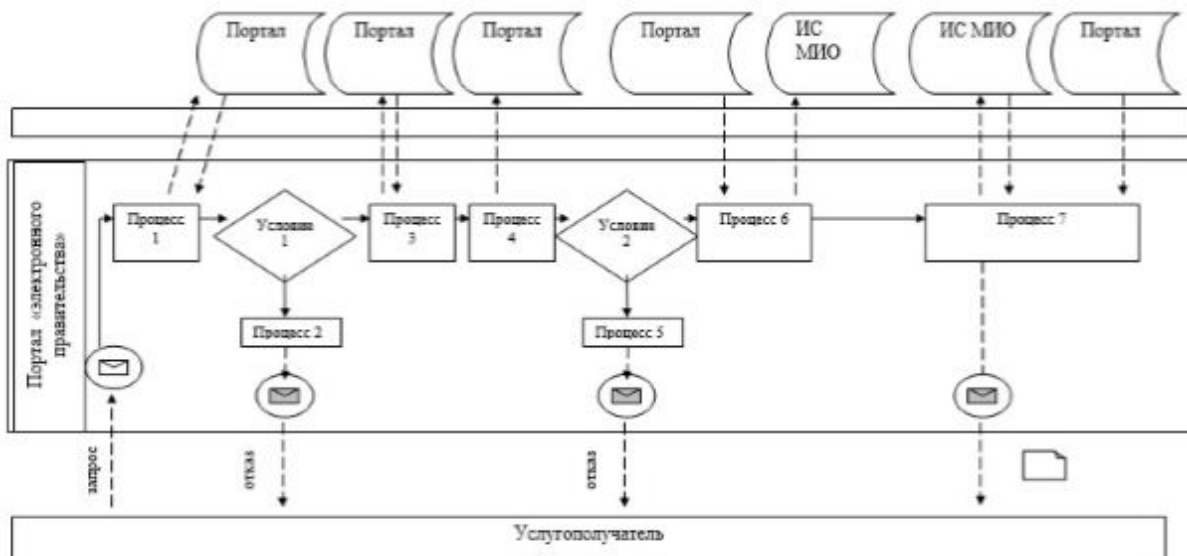 Портал
Портал
Портал
Портал
ИС
МИО
ИС МИО
Портал
Портал «электронного
правительства»
Процесс
1
Условия
1
Процесс
3
Процесс
4
Условия
2
Процесс 6
Процесс 7
Процесс 2
Процесс 5
запрос
отказ
отказ
Услугополучатель